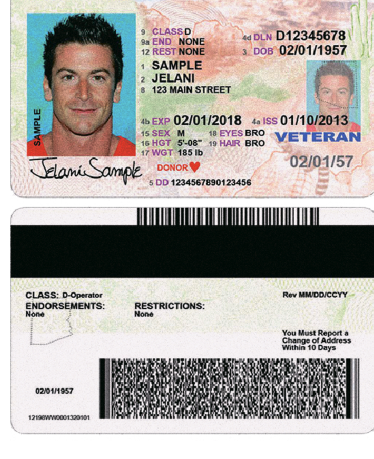 9 CLASS D
9a END NONE
12 REST NONE
4d DLN D12345678
3 DOB 02/01/1957
1 SAMPLE
2 JELANI
8 123 MAIN STREET
4b EXP 02/01/2018 4a ISS 01/10/2013
15 SEX M 18 EYES BRO
16 HGT 5'-08" 19 HAIR BRO
17 WGT 185 lb
VETERAN
DONOR
02/01/57
5 DD 1234567890123456
SAMPLE
Jelani Sample
CLASS: D-Operator
ENDORSEMENTS:
None
RESTRICTIONS:
None
Rev MM/DD/CCYY
You Must Report a
Change of Address
Within 10 Days
02/01/1957
12196WW0001320101